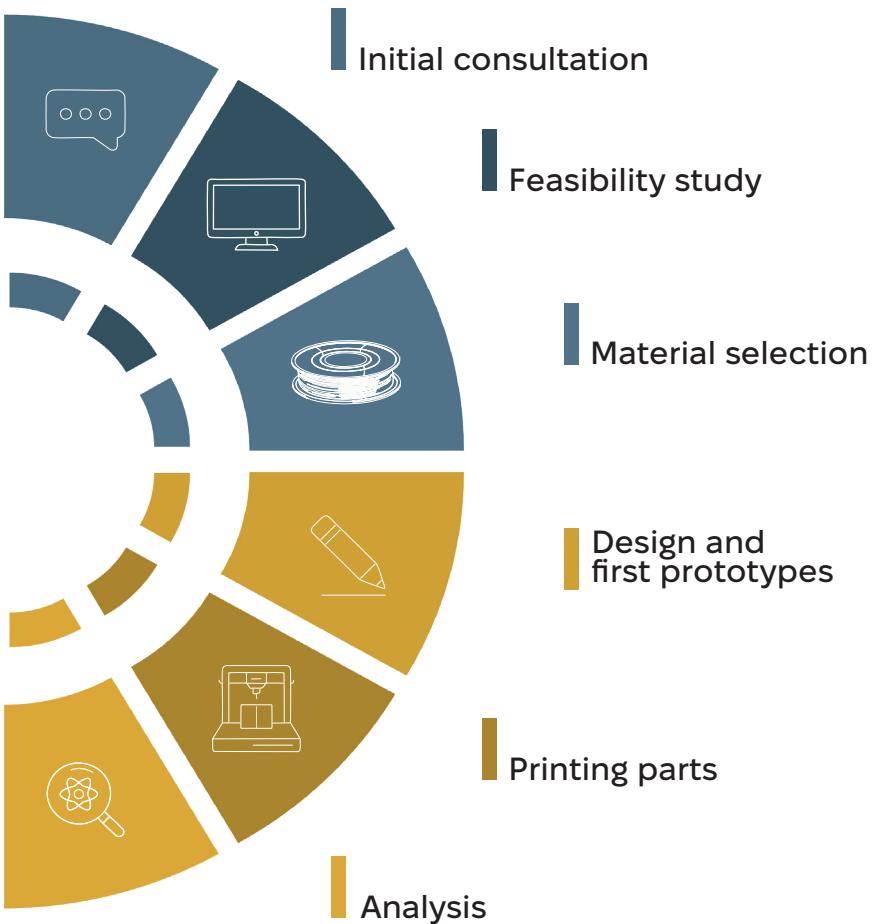 Initial consultation
Feasibility study
Material selection
Design and
first prototypes
Printing parts
Analysis